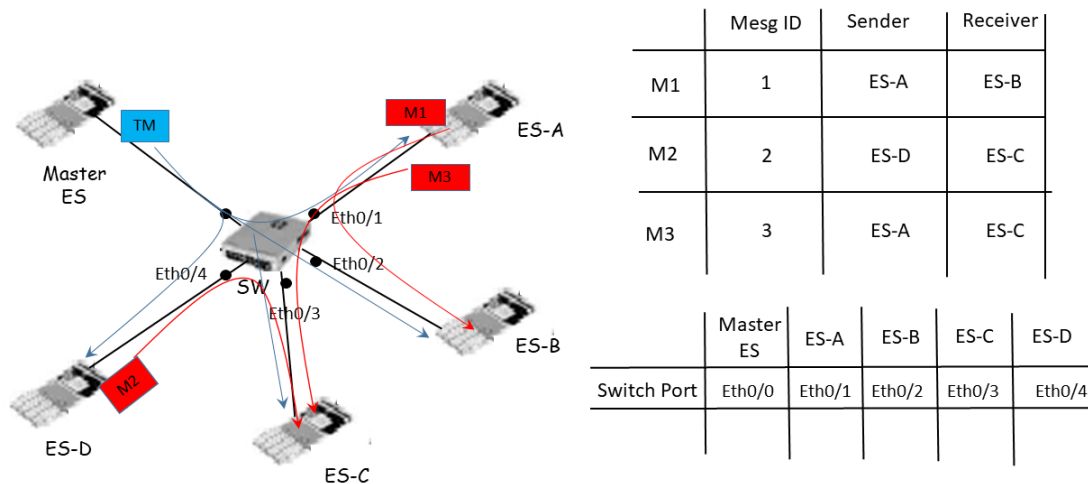 TM
Master
ES
M1
ES-A
M3
Eth0/1
Eth0/2
Eth0/4
SW
Eth0/3
ES-B
M2
ES-D
ES-C
Mesg ID Sender Receiver
M1 1 ES-A ES-B
M2 2 ES-D ES-C
M3 3 ES-A ES-C
Master
ES ES-A ES-B ES-C ES-D
Switch Port Eth0/0 Eth0/1 Eth0/2 Eth0/3 Eth0/4